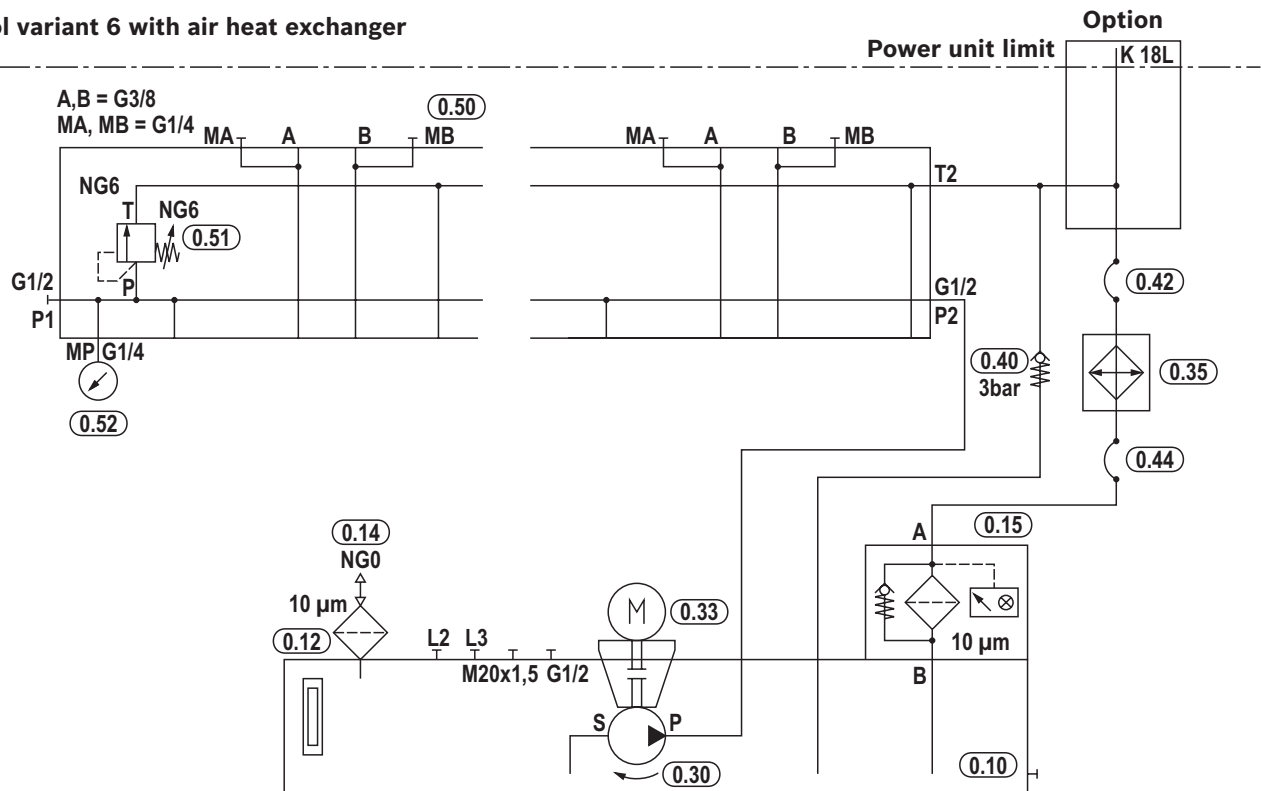 ol variant 6 with air heat exchanger
Option
Power unit limit
K 18L
A,B = G3/8
MA, MB = G1/4
0.50
MA A B MB
MA A B MB
T2
NG6
T NG6
0.51
G1/2
P
P1
G1/2
P2
0.42
MP G1/4
0.40
3bar
0.35
0.52
0.44
0.14
NG0
A
0.15
10 µm
0.12
L2 L3
M
0.33
10 µm
M20x1,5 G1/2
B
S P
0.30
0.10